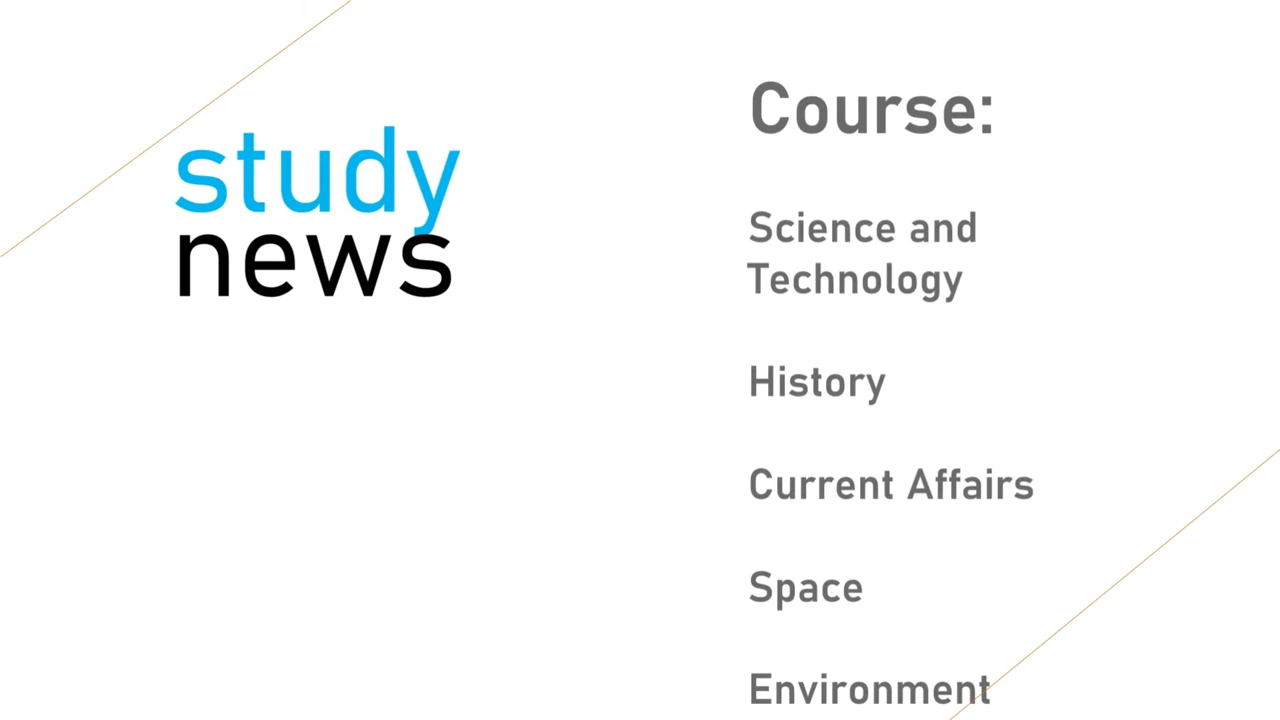 study
news
Course:
Science and
Technology
History
Current Affairs
Space
Environment